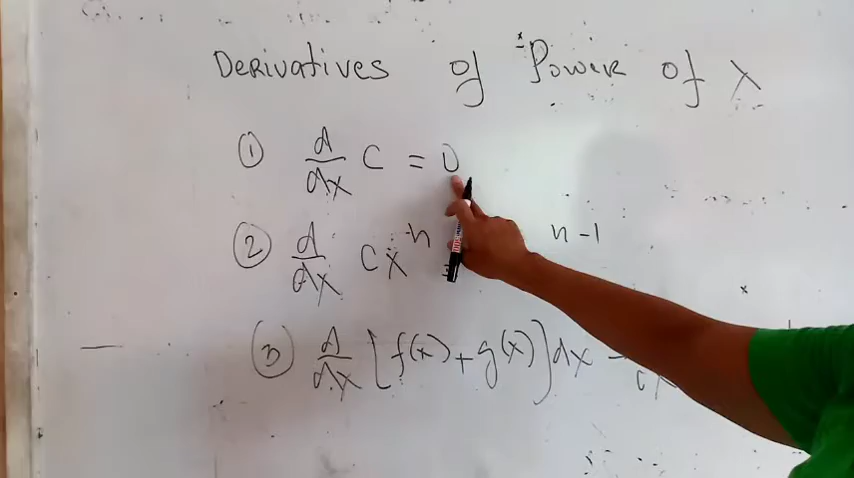 Derivatives of Power of x
① d/dx c = 0
② d/dx cx^n n-1
③ d/dx [f(x) + g(x)] dx